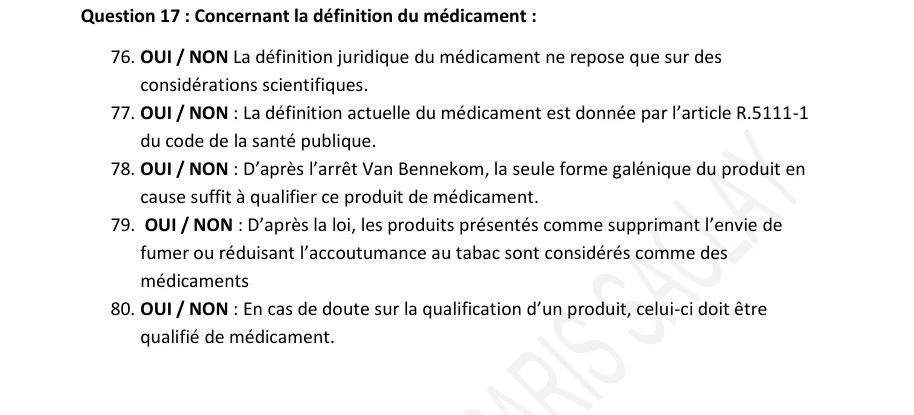 Question 17 : Concernant la définition du médicament :
76. OUI / NON La définition juridique du médicament ne repose que sur des
considérations scientifiques.
77. OUI / NON : La définition actuelle du médicament est donnée par l’article R.5111-1
du code de la santé publique.
78. OUI / NON : D’après l’arrêt Van Bennekom, la seule forme galénique du produit en
cause suffit à qualifier ce produit de médicament.
79. OUI / NON : D’après la loi, les produits présentés comme supprimant l’envie de
fumer ou réduisant l’accoutumance au tabac sont considérés comme des
médicaments
80. OUI / NON : En cas de doute sur la qualification d’un produit, celui-ci doit être
qualifié de médicament.
PARIS SACLAY